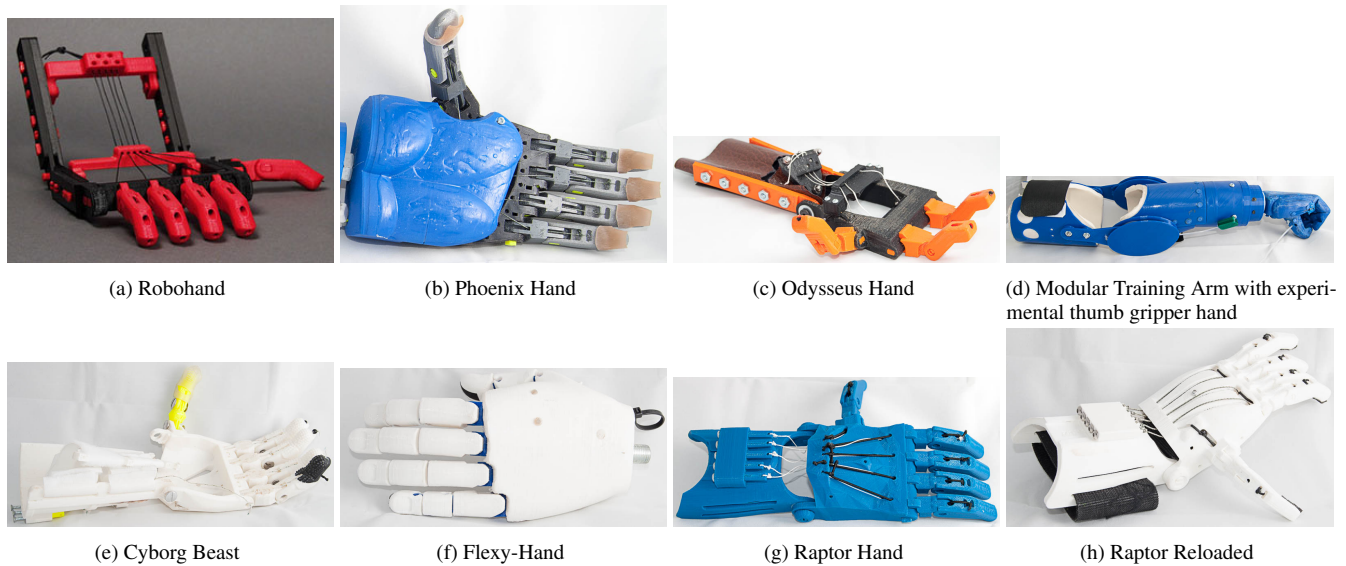 (a) Robohand
(b) Phoenix Hand
(c) Odysseus Hand
(d) Modular Training Arm with experi-
mental thumb gripper hand
(e) Cyborg Beast
(f) Flexy-Hand
(g) Raptor Hand
(h) Raptor Reloaded